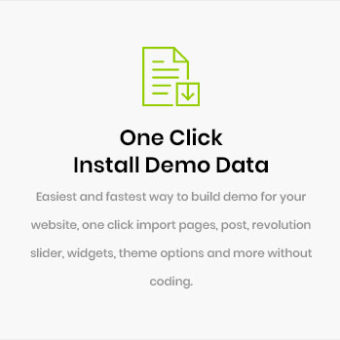 One Click
Install Demo Data
Easiest and fastest way to build demo for your
website, one click import pages, post, revolution
slider, widgets, theme options and more without
coding.